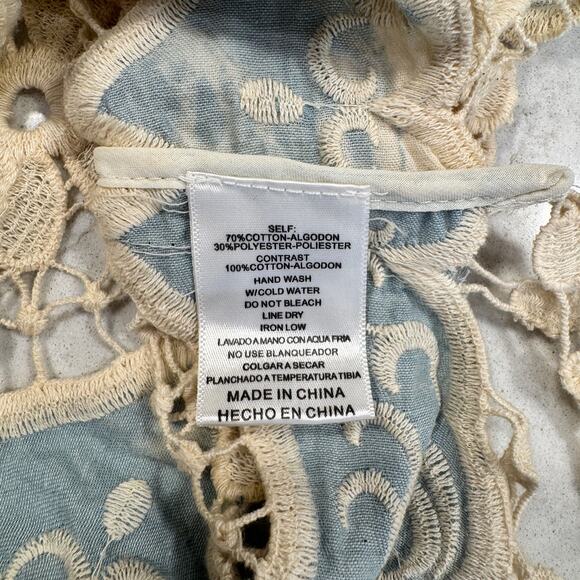 SELF:
70%COTTON-ALGODON
30%POLYESTER-POLIESTER
CONTRAST
100%COTTON-ALGODON
HAND WASH
W/COLD WATER
DO NOT BLEACH
LINE DRY
IRON LOW
LAVADO A MANO CON AQUA FRÍA
NO USE BLANQUEADOR
COLGAR A SECAR
PLANCHADO A TEMPERATURA TIBIA
MADE IN CHINA
HECHO EN CHINA